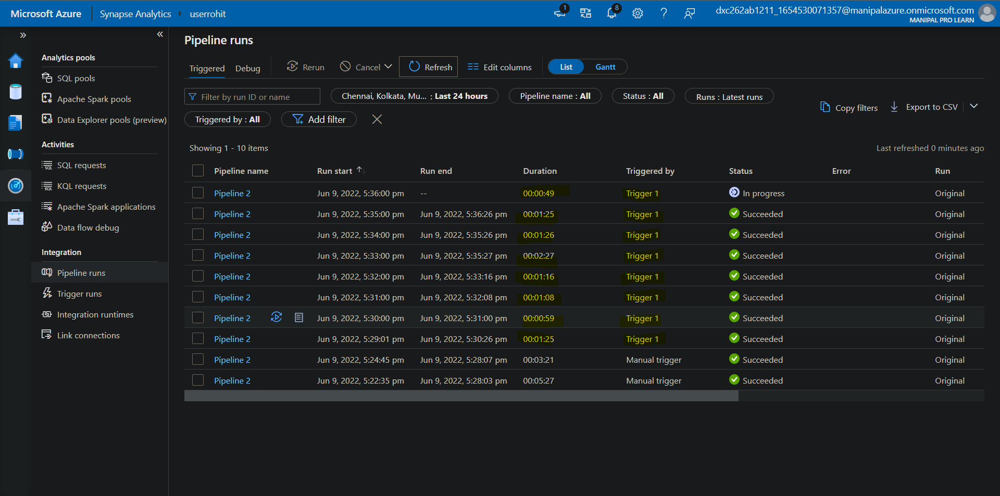 Microsoft Azure Synapse Analytics userrohit 1 8 dxc262ab1211_1654530071357@manipalazure.onmicrosoft.com
MANIPAL PRO LEARN
Analytics pools
SQL pools
Apache Spark pools
Data Explorer pools (preview)
Activities
SQL requests
KQL requests
Apache Spark applications
Data flow debug
Integration
Pipeline runs
Trigger runs
Integration runtimes
Link connections
Pipeline runs
Triggered Debug Rerun Cancel Refresh Edit columns List Gantt
Filter by run ID or name Chennai, Kolkata, Mu... : Last 24 hours Pipeline name : All Status : All Runs : Latest runs
Triggered by : All Add filter
Copy filters Export to CSV
Showing 1 - 10 items Last refreshed 0 minutes ago
Pipeline name Run start Run end Duration Triggered by Status Error Run
Pipeline 2 Jun 9, 2022, 5:36:00 pm -- 00:00:49 Trigger 1 In progress Original
Pipeline 2 Jun 9, 2022, 5:35:00 pm Jun 9, 2022, 5:36:26 pm 00:01:25 Trigger 1 Succeeded Original
Pipeline 2 Jun 9, 2022, 5:34:00 pm Jun 9, 2022, 5:35:26 pm 00:01:26 Trigger 1 Succeeded Original
Pipeline 2 Jun 9, 2022, 5:33:00 pm Jun 9, 2022, 5:35:27 pm 00:02:27 Trigger 1 Succeeded Original
Pipeline 2 Jun 9, 2022, 5:32:00 pm Jun 9, 2022, 5:33:16 pm 00:01:16 Trigger 1 Succeeded Original
Pipeline 2 Jun 9, 2022, 5:31:00 pm Jun 9, 2022, 5:32:08 pm 00:01:08 Trigger 1 Succeeded Original
Pipeline 2 Jun 9, 2022, 5:30:00 pm Jun 9, 2022, 5:31:00 pm 00:00:59 Trigger 1 Succeeded Original
Pipeline 2 Jun 9, 2022, 5:29:01 pm Jun 9, 2022, 5:30:26 pm 00:01:25 Trigger 1 Succeeded Original
Pipeline 2 Jun 9, 2022, 5:24:45 pm Jun 9, 2022, 5:28:07 pm 00:03:21 Manual trigger Succeeded Original
Pipeline 2 Jun 9, 2022, 5:22:35 pm Jun 9, 2022, 5:28:03 pm 00:05:27 Manual trigger Succeeded Original